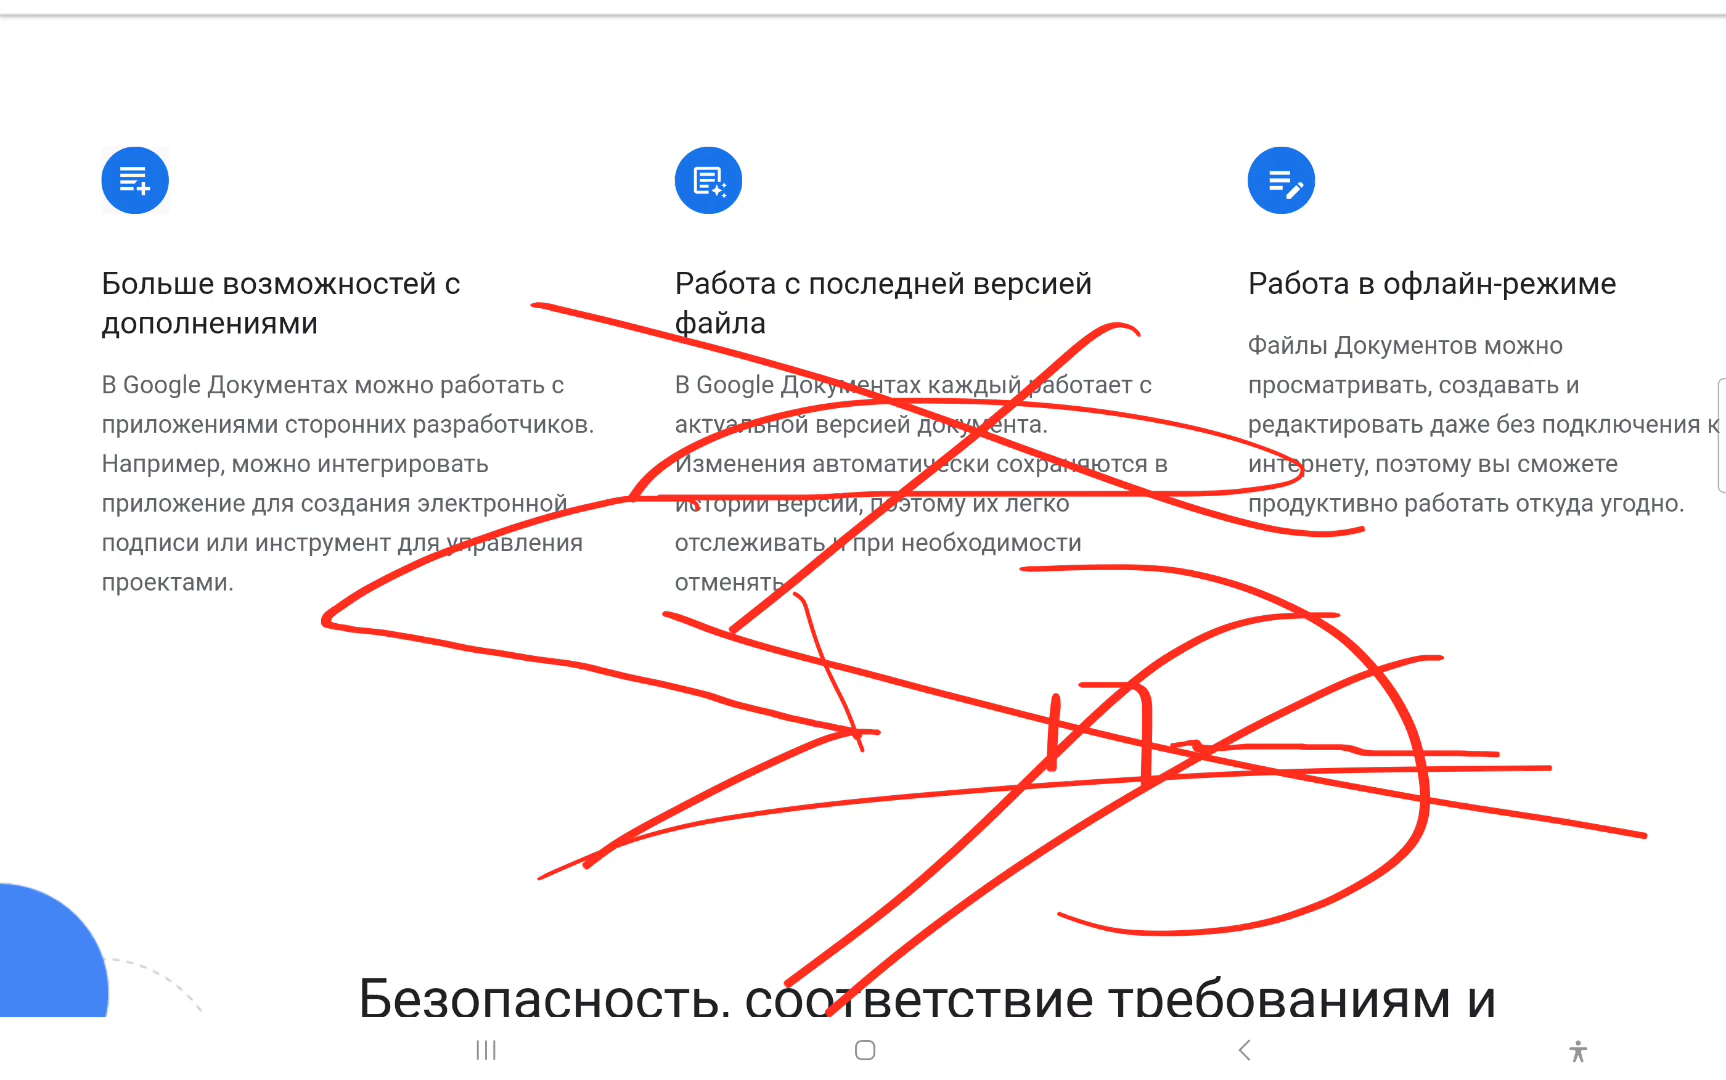 Больше возможностей с
дополнениями
В Google Документах можно работать с
приложениями сторонних разработчиков.
Например, можно интегрировать
приложение для создания электронной
подписи или инструмент для управления
проектами.
Работа с последней версией
файла
В Google Документах каждый работает с
актуальной версией документа.
Изменения автоматически сохраняются в
истории версий, поэтому их легко
отслеживать и при необходимости
отменять.
Работа в офлайн-режиме
Файлы Документов можно
просматривать, создавать и
редактировать даже без подключения к
интернету, поэтому вы сможете
продуктивно работать откуда угодно.
Безопасность, соответствие требованиям и